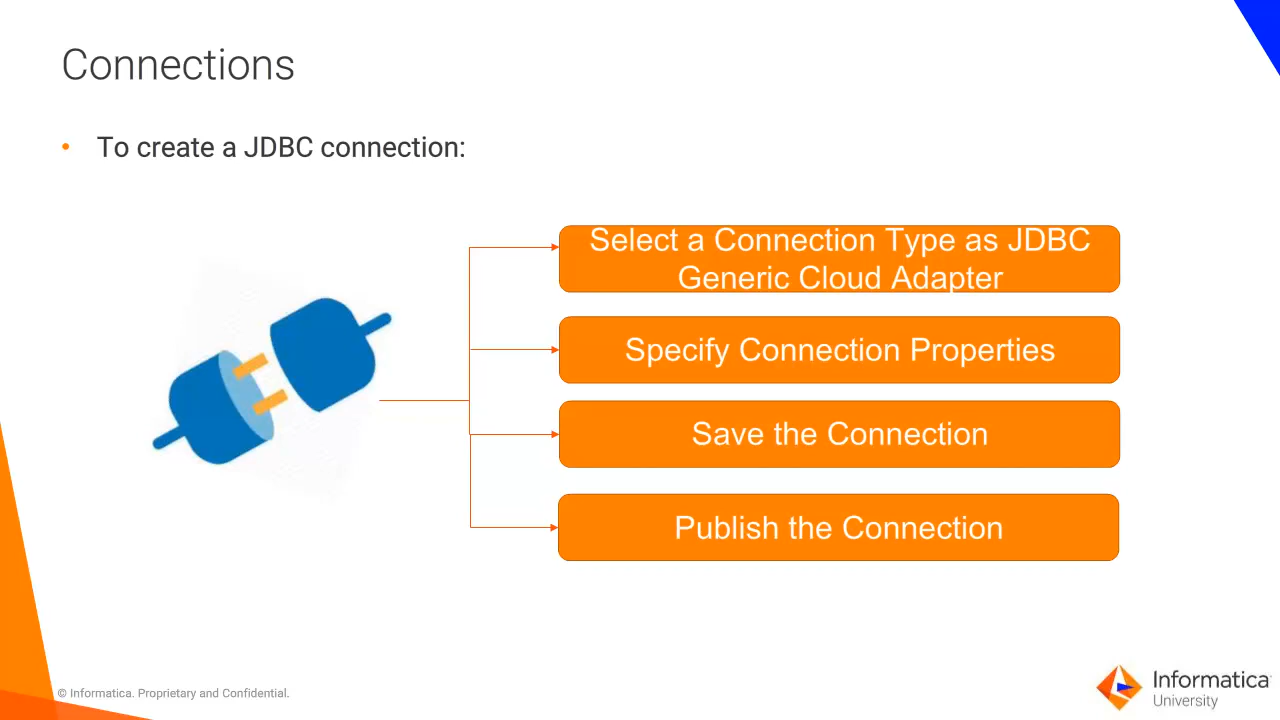 Connections
• To create a JDBC connection:
Select a Connection Type as JDBC
Generic Cloud Adapter
Specify Connection Properties
Save the Connection
Publish the Connection
© Informatica. Proprietary and Confidential.
Informatica
University